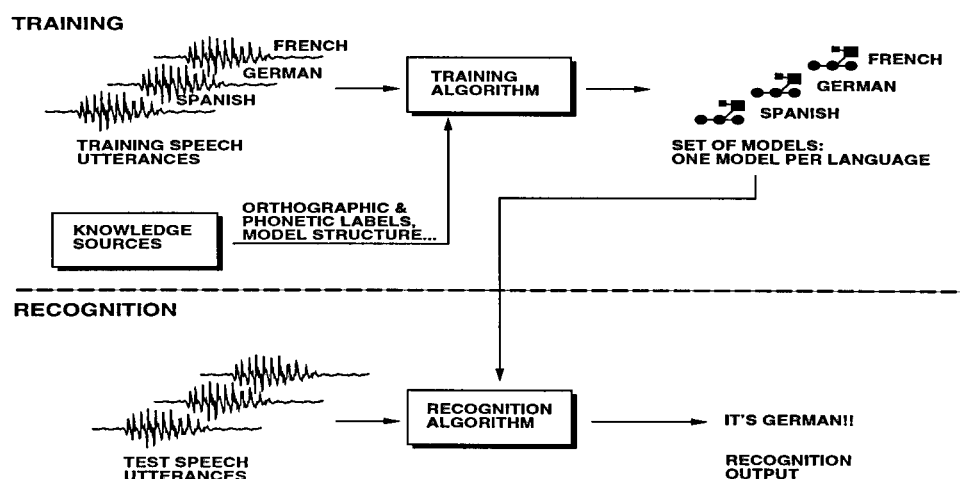 TRAINING
FRENCH
GERMAN
SPANISH
TRAINING SPEECH
UTTERANCES
TRAINING
ALGORITHM
FRENCH
GERMAN
SPANISH
SET OF MODELS:
ONE MODEL PER LANGUAGE
KNOWLEDGE
SOURCES
ORTHOGRAPHIC &
PHONETIC LABELS,
MODEL STRUCTURE...
RECOGNITION
TEST SPEECH
UTTERANCES
RECOGNITION
ALGORITHM
IT'S GERMAN!!
RECOGNITION
OUTPUT